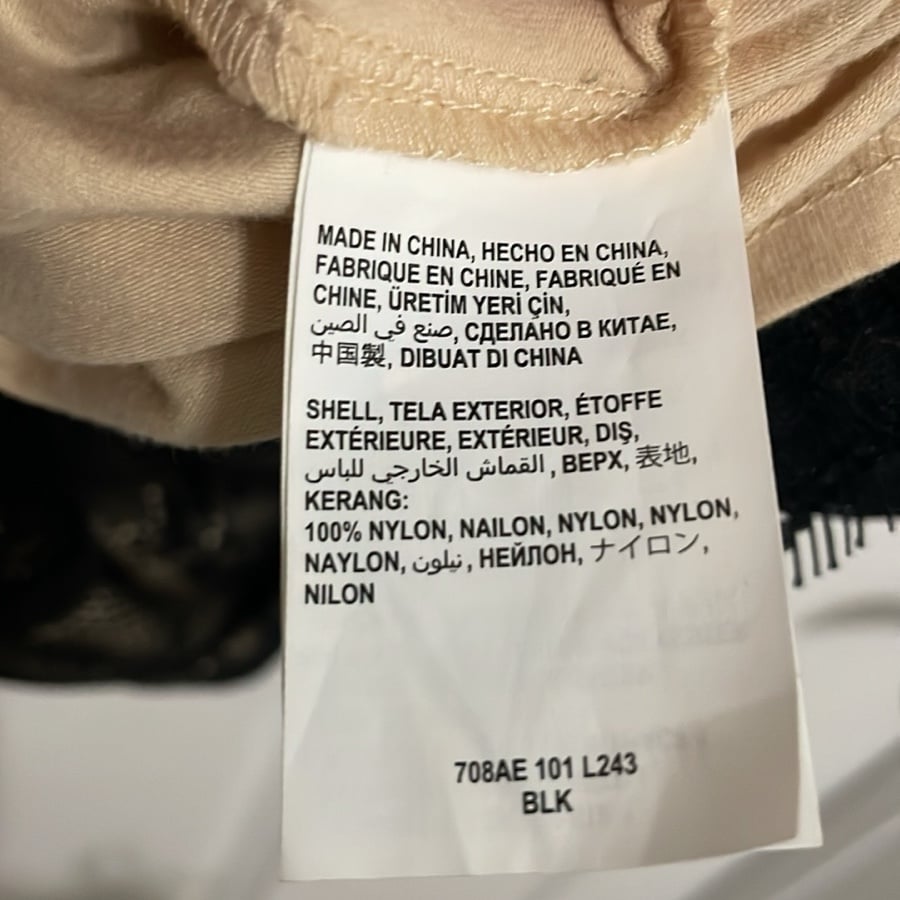 MADE IN CHINA, HECHO EN CHINA,
FABRIQUE EN CHINE, FABRIQUÉ EN
CHINE, ÜRETİM YERİ ÇİN,
صنع في الصين, СДЕЛАНО В КИТАЕ,
中国製, DIBUAT DI CHINA
SHELL, TELA EXTERIOR, ÉTOFFE
EXTÉRIEURE, EXTÉRIEUR, DIŞ,
القماش الخارجي للباس, ВЕРХ, 表地,
KERANG:
100% NYLON, NAILON, NYLON, NYLON,
NAYLON, نيلون, НЕЙЛОН, ナイロン,
NILON
708AE 101 L243
BLK